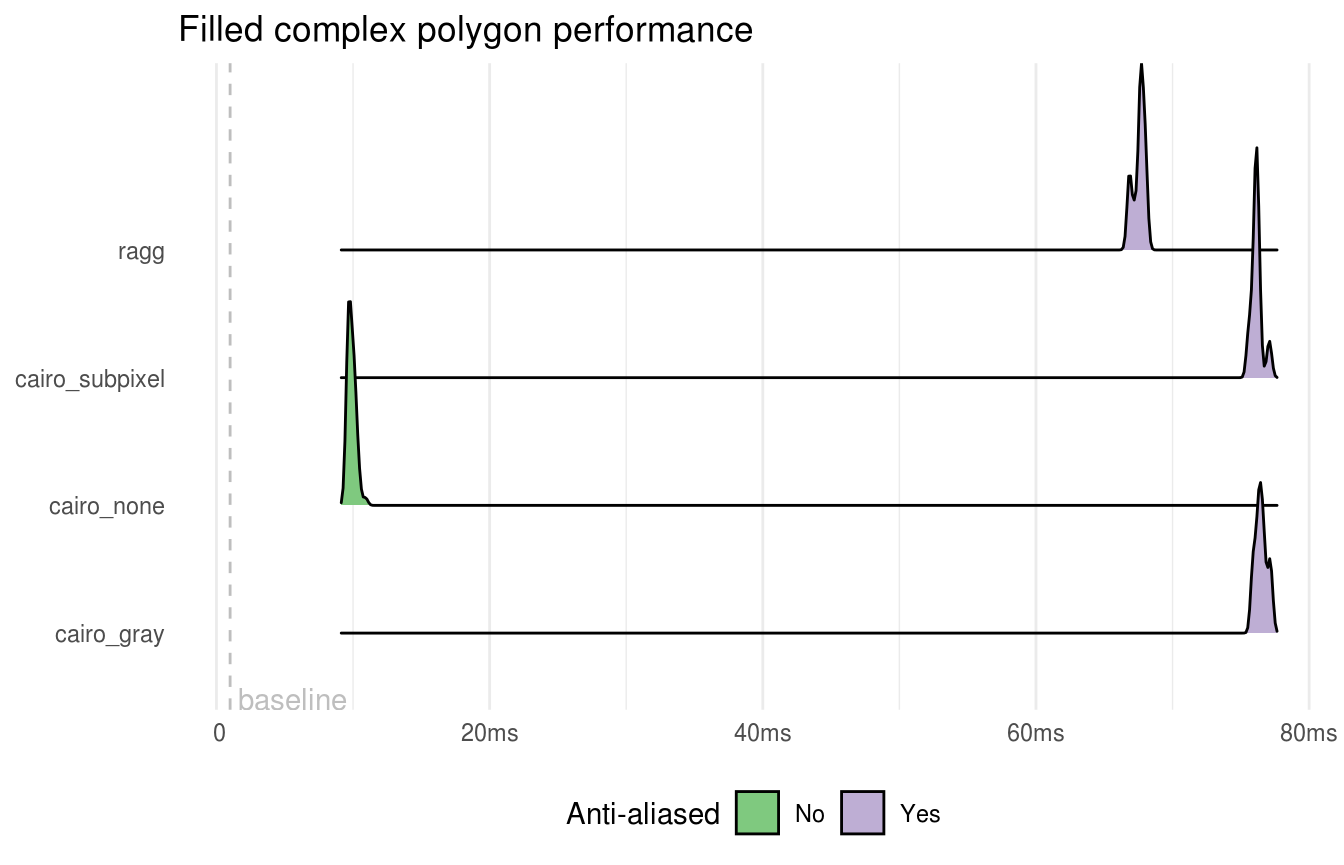 Filled complex polygon performance
ragg
cairo_subpixel
cairo_none
cairo_gray
baseline
0 20ms 40ms 60ms 80ms
Anti-aliased No Yes